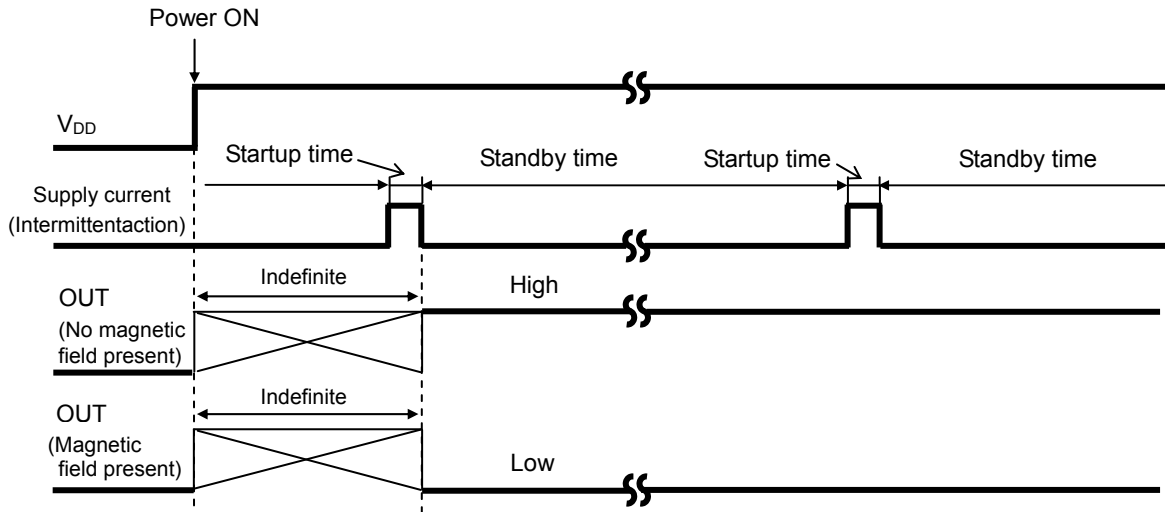 Power ON
VDD
Startup time
Standby time
Startup time
Standby time
Supply current
(Intermittentaction)
Indefinite
High
OUT
(No magnetic
field present)
Indefinite
OUT
(Magnetic
field present)
Low